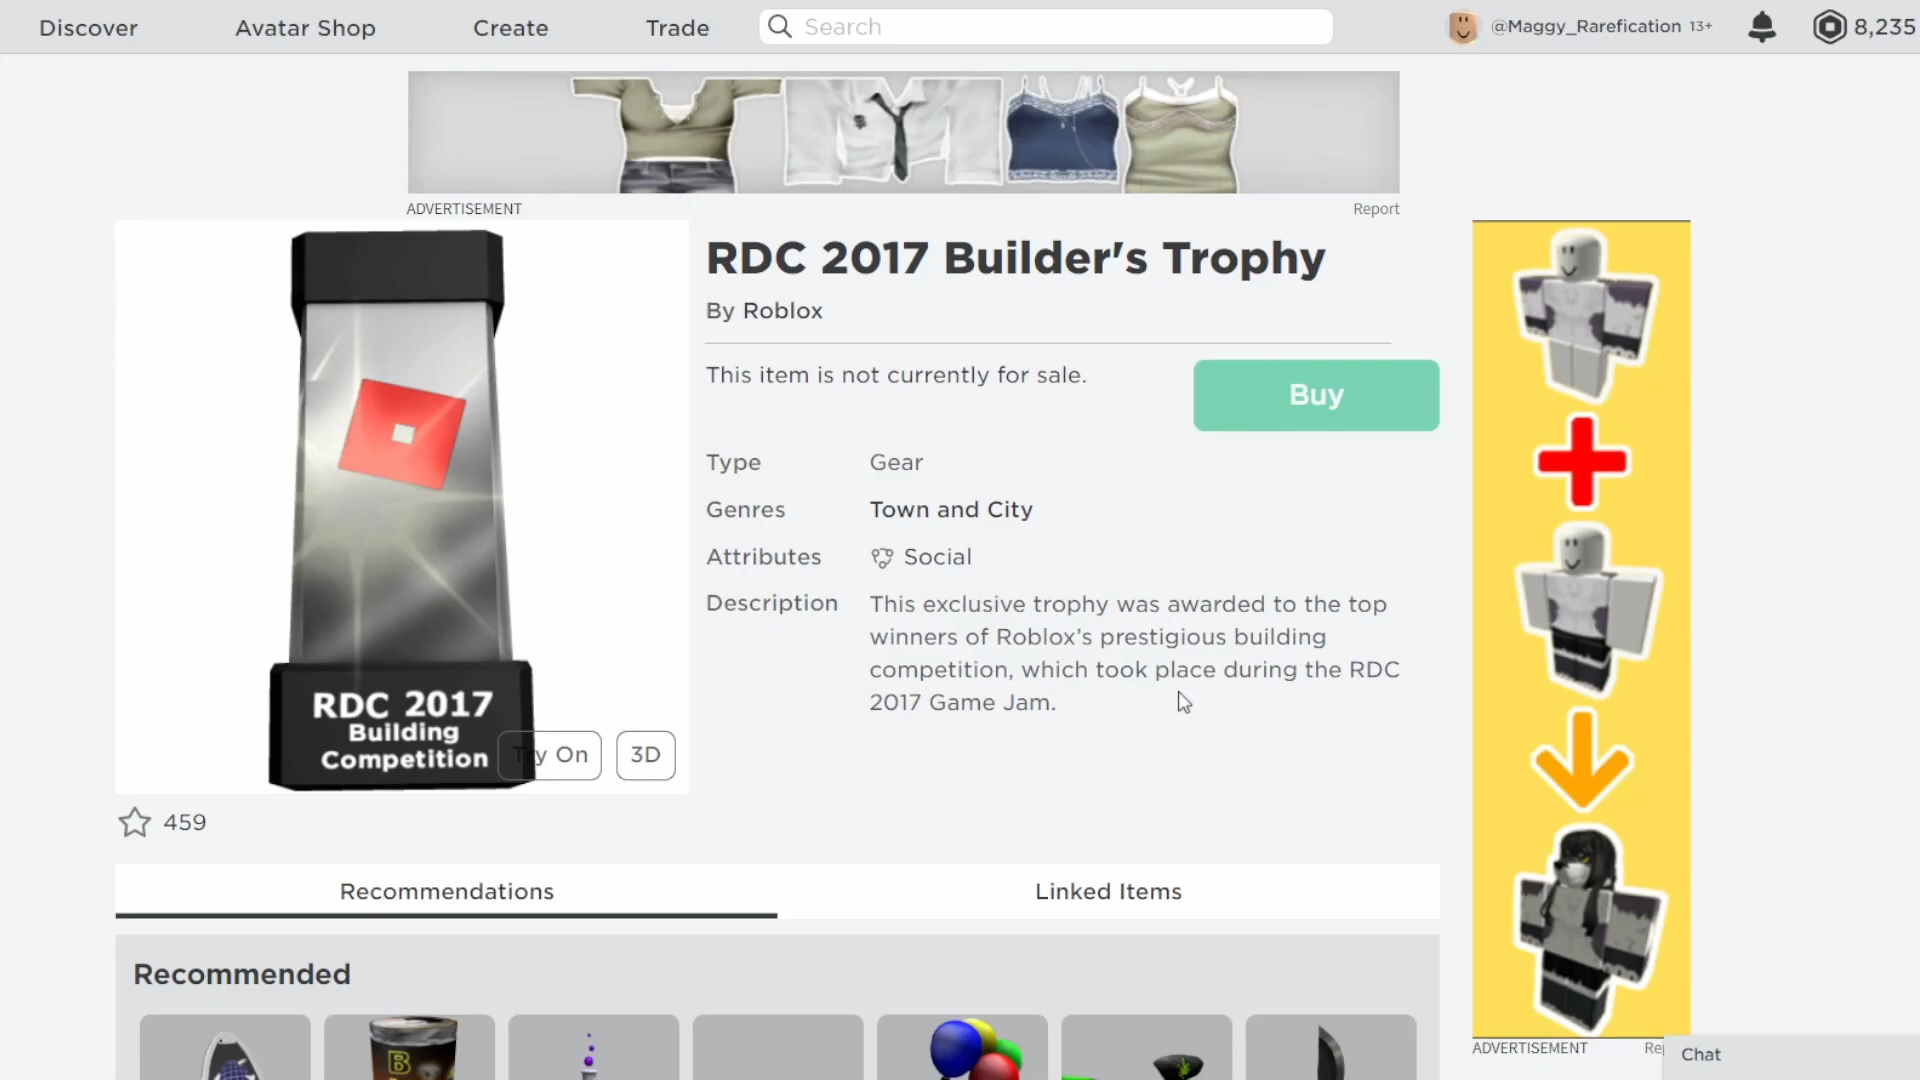 Discover
Avatar Shop
Create
Trade
Search
@Maggy_Rarefication 13+
8,235
ADVERTISEMENT
Report
RDC 2017 Builder's Trophy
By Roblox
This item is not currently for sale.
Buy
Type
Gear
Genres
Town and City
Attributes
Social
Description
This exclusive trophy was awarded to the top
winners of Roblox’s prestigious building
competition, which took place during the RDC
2017 Game Jam.
RDC 2017
Building
Competition
Try On
3D
459
Recommendations
Linked Items
Recommended
ADVERTISEMENT
Chat